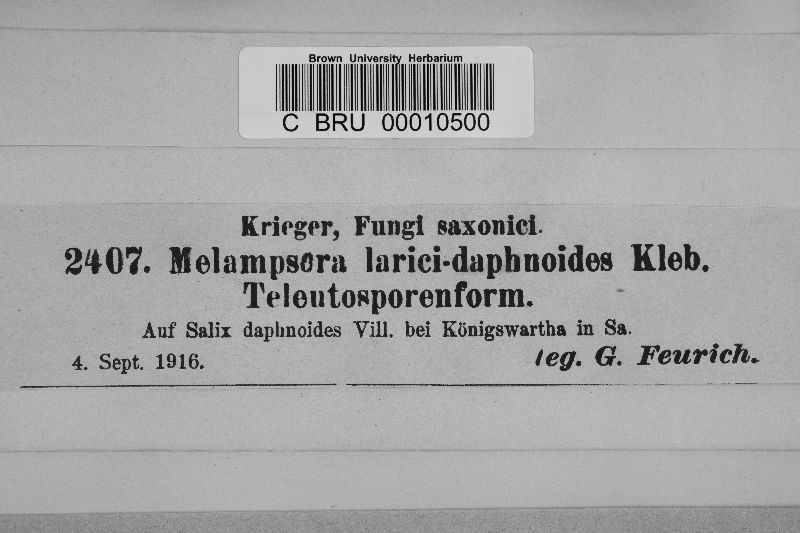 Brown University Herbarium
C BRU 00010500
Krieger, Fungi saxonici.
2407. Melampsora larici-daphnoides Kleb.
Teleutosporenform.
Auf Salix daphnoides Vill. bei Königswartha in Sa.
4. Sept. 1916. leg. G. Feurich.